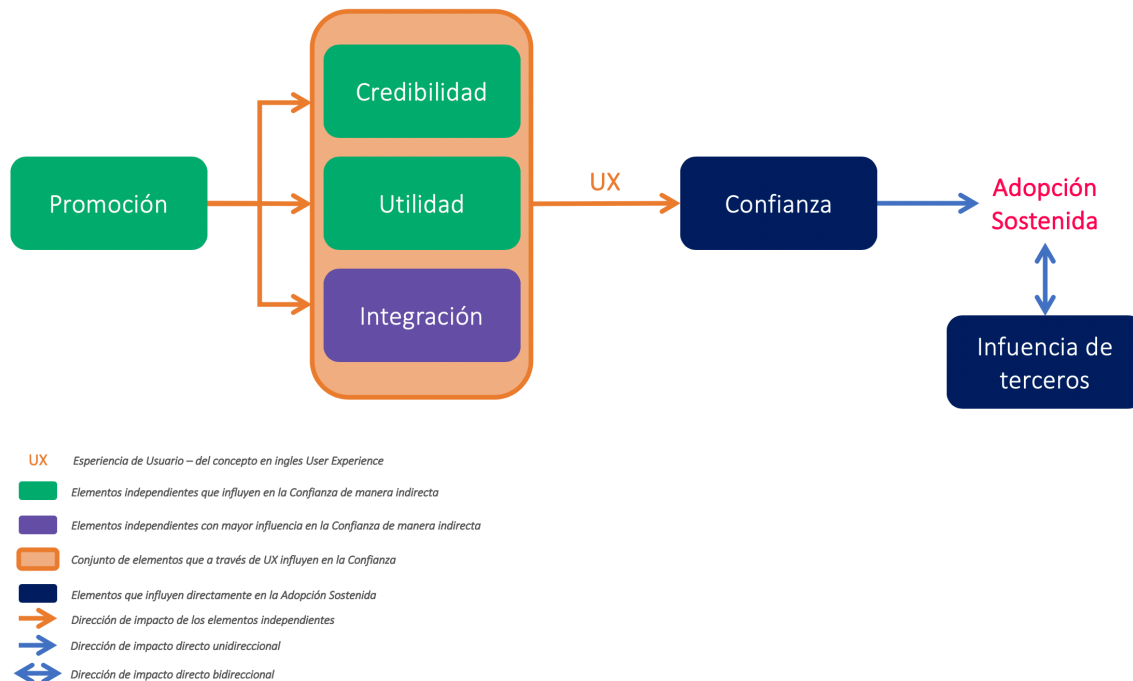 Credibilidad
Promoción
Utilidad
UX
Confianza
Adopción
Sostenida
Integración
Infuencia de
terceros
UX Esperiencia de Usuario – del concepto en ingles User Experience
Elementos independientes que influyen en la Confianza de manera indirecta
Elementos independientes con mayor influencia en la Confianza de manera indirecta
Conjunto de elementos que a través de UX influyen en la Confianza
Elementos que influyen directamente en la Adopción Sostenida
Dirección de impacto de los elementos independientes
Dirección de impacto directo unidireccional
Dirección de impacto directo bidireccional